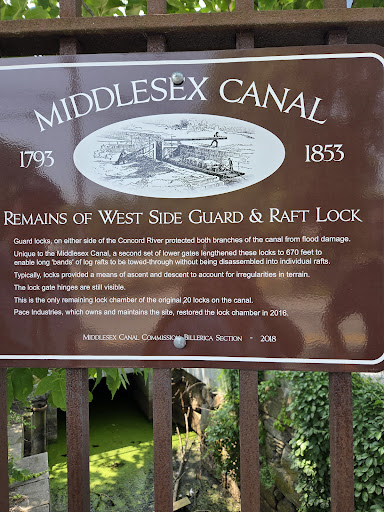 MIDDLESEX CANAL
1793
1853
REMAINS OF WEST SIDE GUARD & RAFT LOCK
Guard locks, on either side of the Concord River protected both branches of the canal from flood damage.
Unique to the Middlesex Canal, a second set of lower gates lengthened these locks to 670 feet to
enable long 'bands' of log rafts to be towed-through without being disassembled into individual rafts.
Typically, locks provided a means of ascent and descent to account for irregularities in terrain.
The lock gate hinges are still visible.
This is the only remaining lock chamber of the original 20 locks on the canal.
Pace Industries, which owns and maintains the site, restored the lock chamber in 2016.
MIDDLESEX CANAL COMMISSION BILLERICA SECTION - 2018